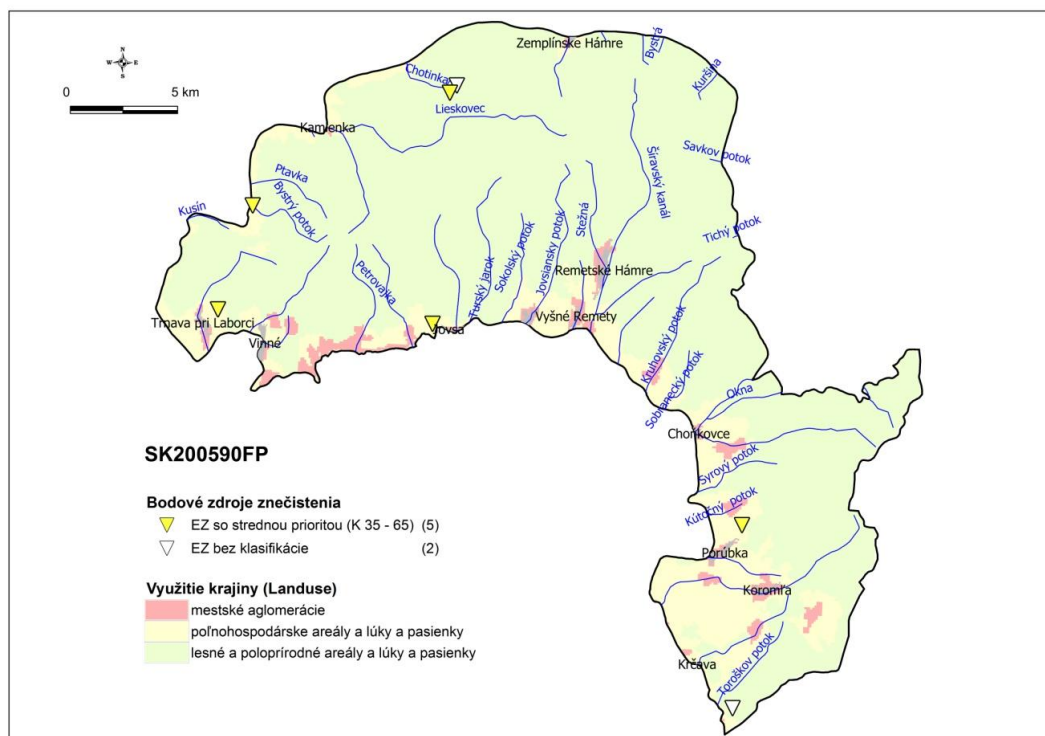 N
W E
S
0 5 km
Zemplínske Hámre
Bystrá
Kuršina
Chotinka
Lieskovec
Kamienka
Šíravský kanál
Savkov potok
Ptavka
Bystrý potok
Kusín
Tichý potok
Petrovajka
Turský jarok
Sokolský potok
Jovsiansky potok
Stežná
Remetské Hámre
Vyšné Remety
Trnava pri Laborci
Vinné
Jovsa
Kruhovský potok
Sobranecký potok
Okna
Choňkovce
Syrový potok
Kútočný potok
Porúbka
Koromľa
Krčava
Toroškov potok
SK200590FP
Bodové zdroje znečistenia
EZ so strednou prioritou (K 35 - 65) (5)
EZ bez klasifikácie (2)
Využitie krajiny (Landuse)
mestské aglomerácie
poľnohospodárske areály a lúky a pasienky
lesné a poloprírodné areály a lúky a pasienky